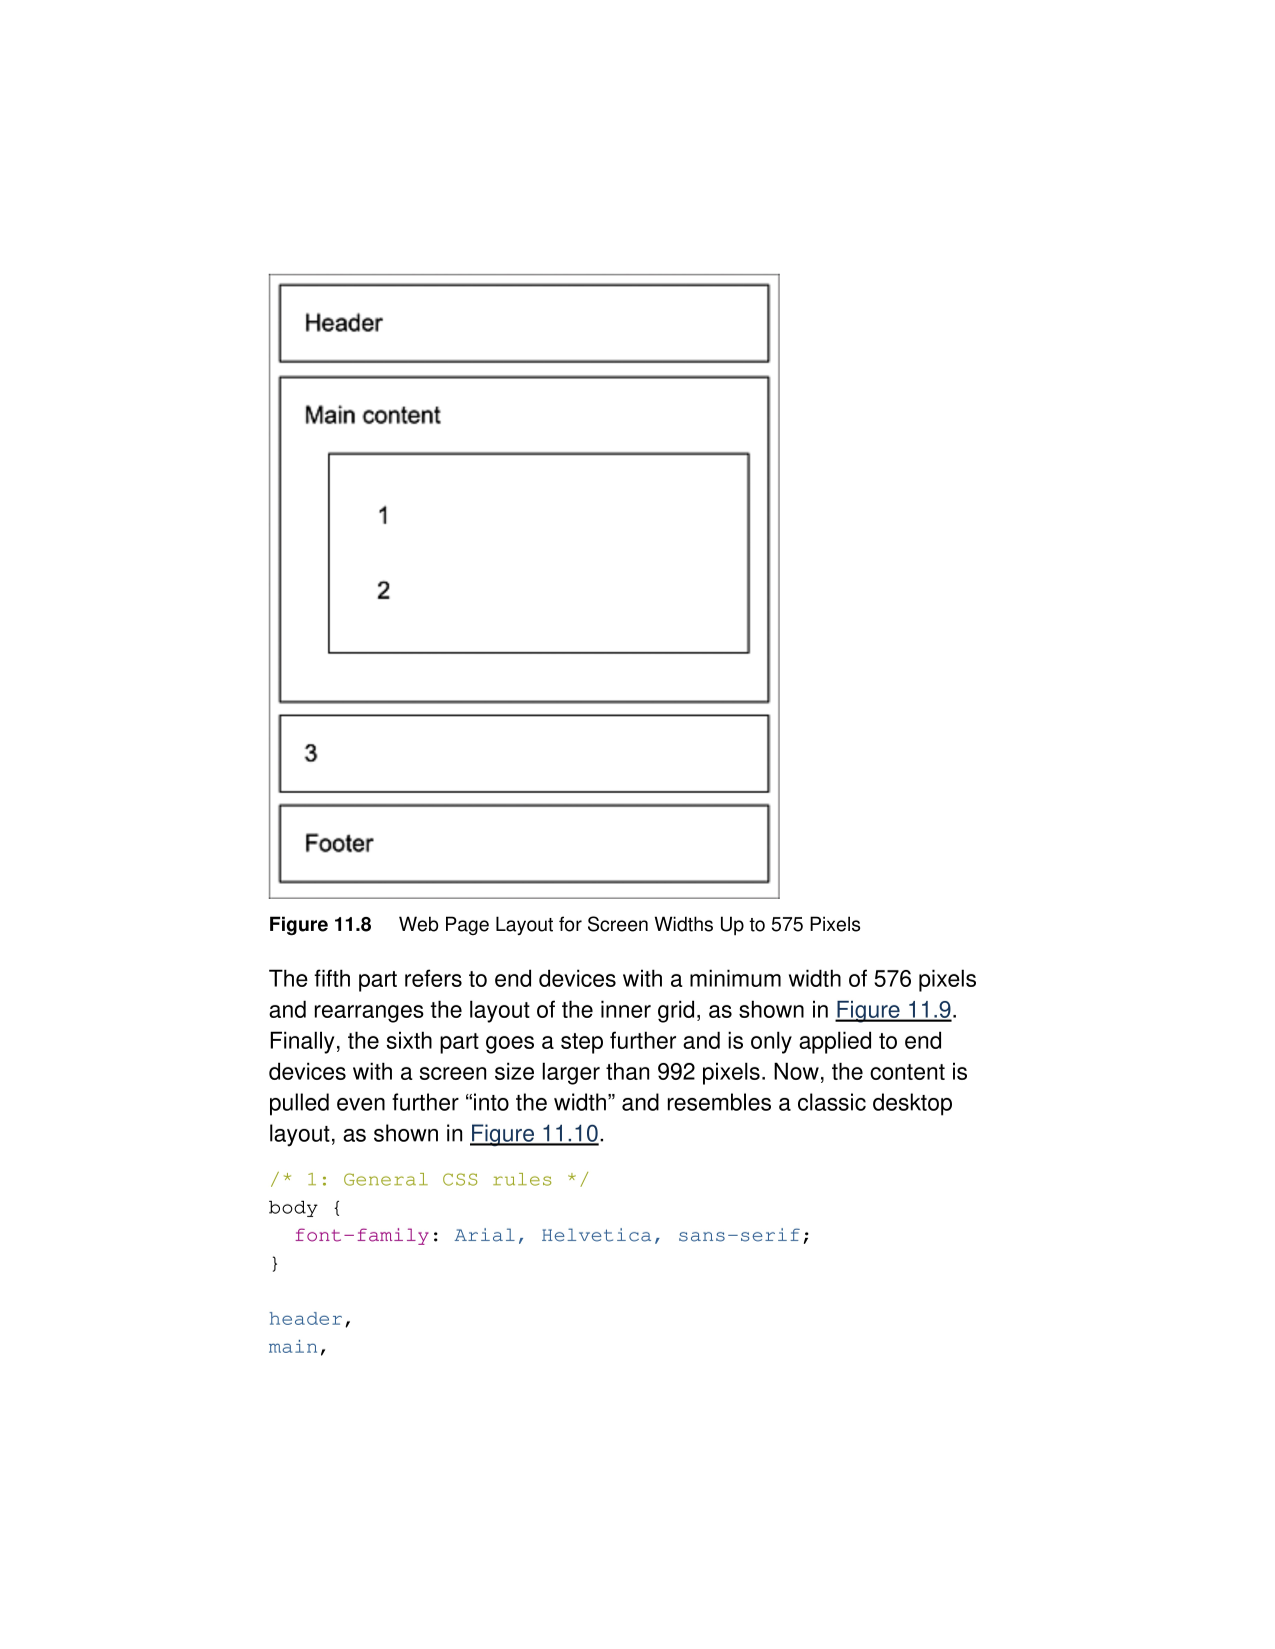 Header
Main content
1
2
3
Footer
Figure 11.8 Web Page Layout for Screen Widths Up to 575 Pixels
The fifth part refers to end devices with a minimum width of 576 pixels
and rearranges the layout of the inner grid, as shown in Figure 11.9.
Finally, the sixth part goes a step further and is only applied to end
devices with a screen size larger than 992 pixels. Now, the content is
pulled even further “into the width” and resembles a classic desktop
layout, as shown in Figure 11.10.
/* 1: General CSS rules */
body {
  font-family: Arial, Helvetica, sans-serif;
}
header,
main,